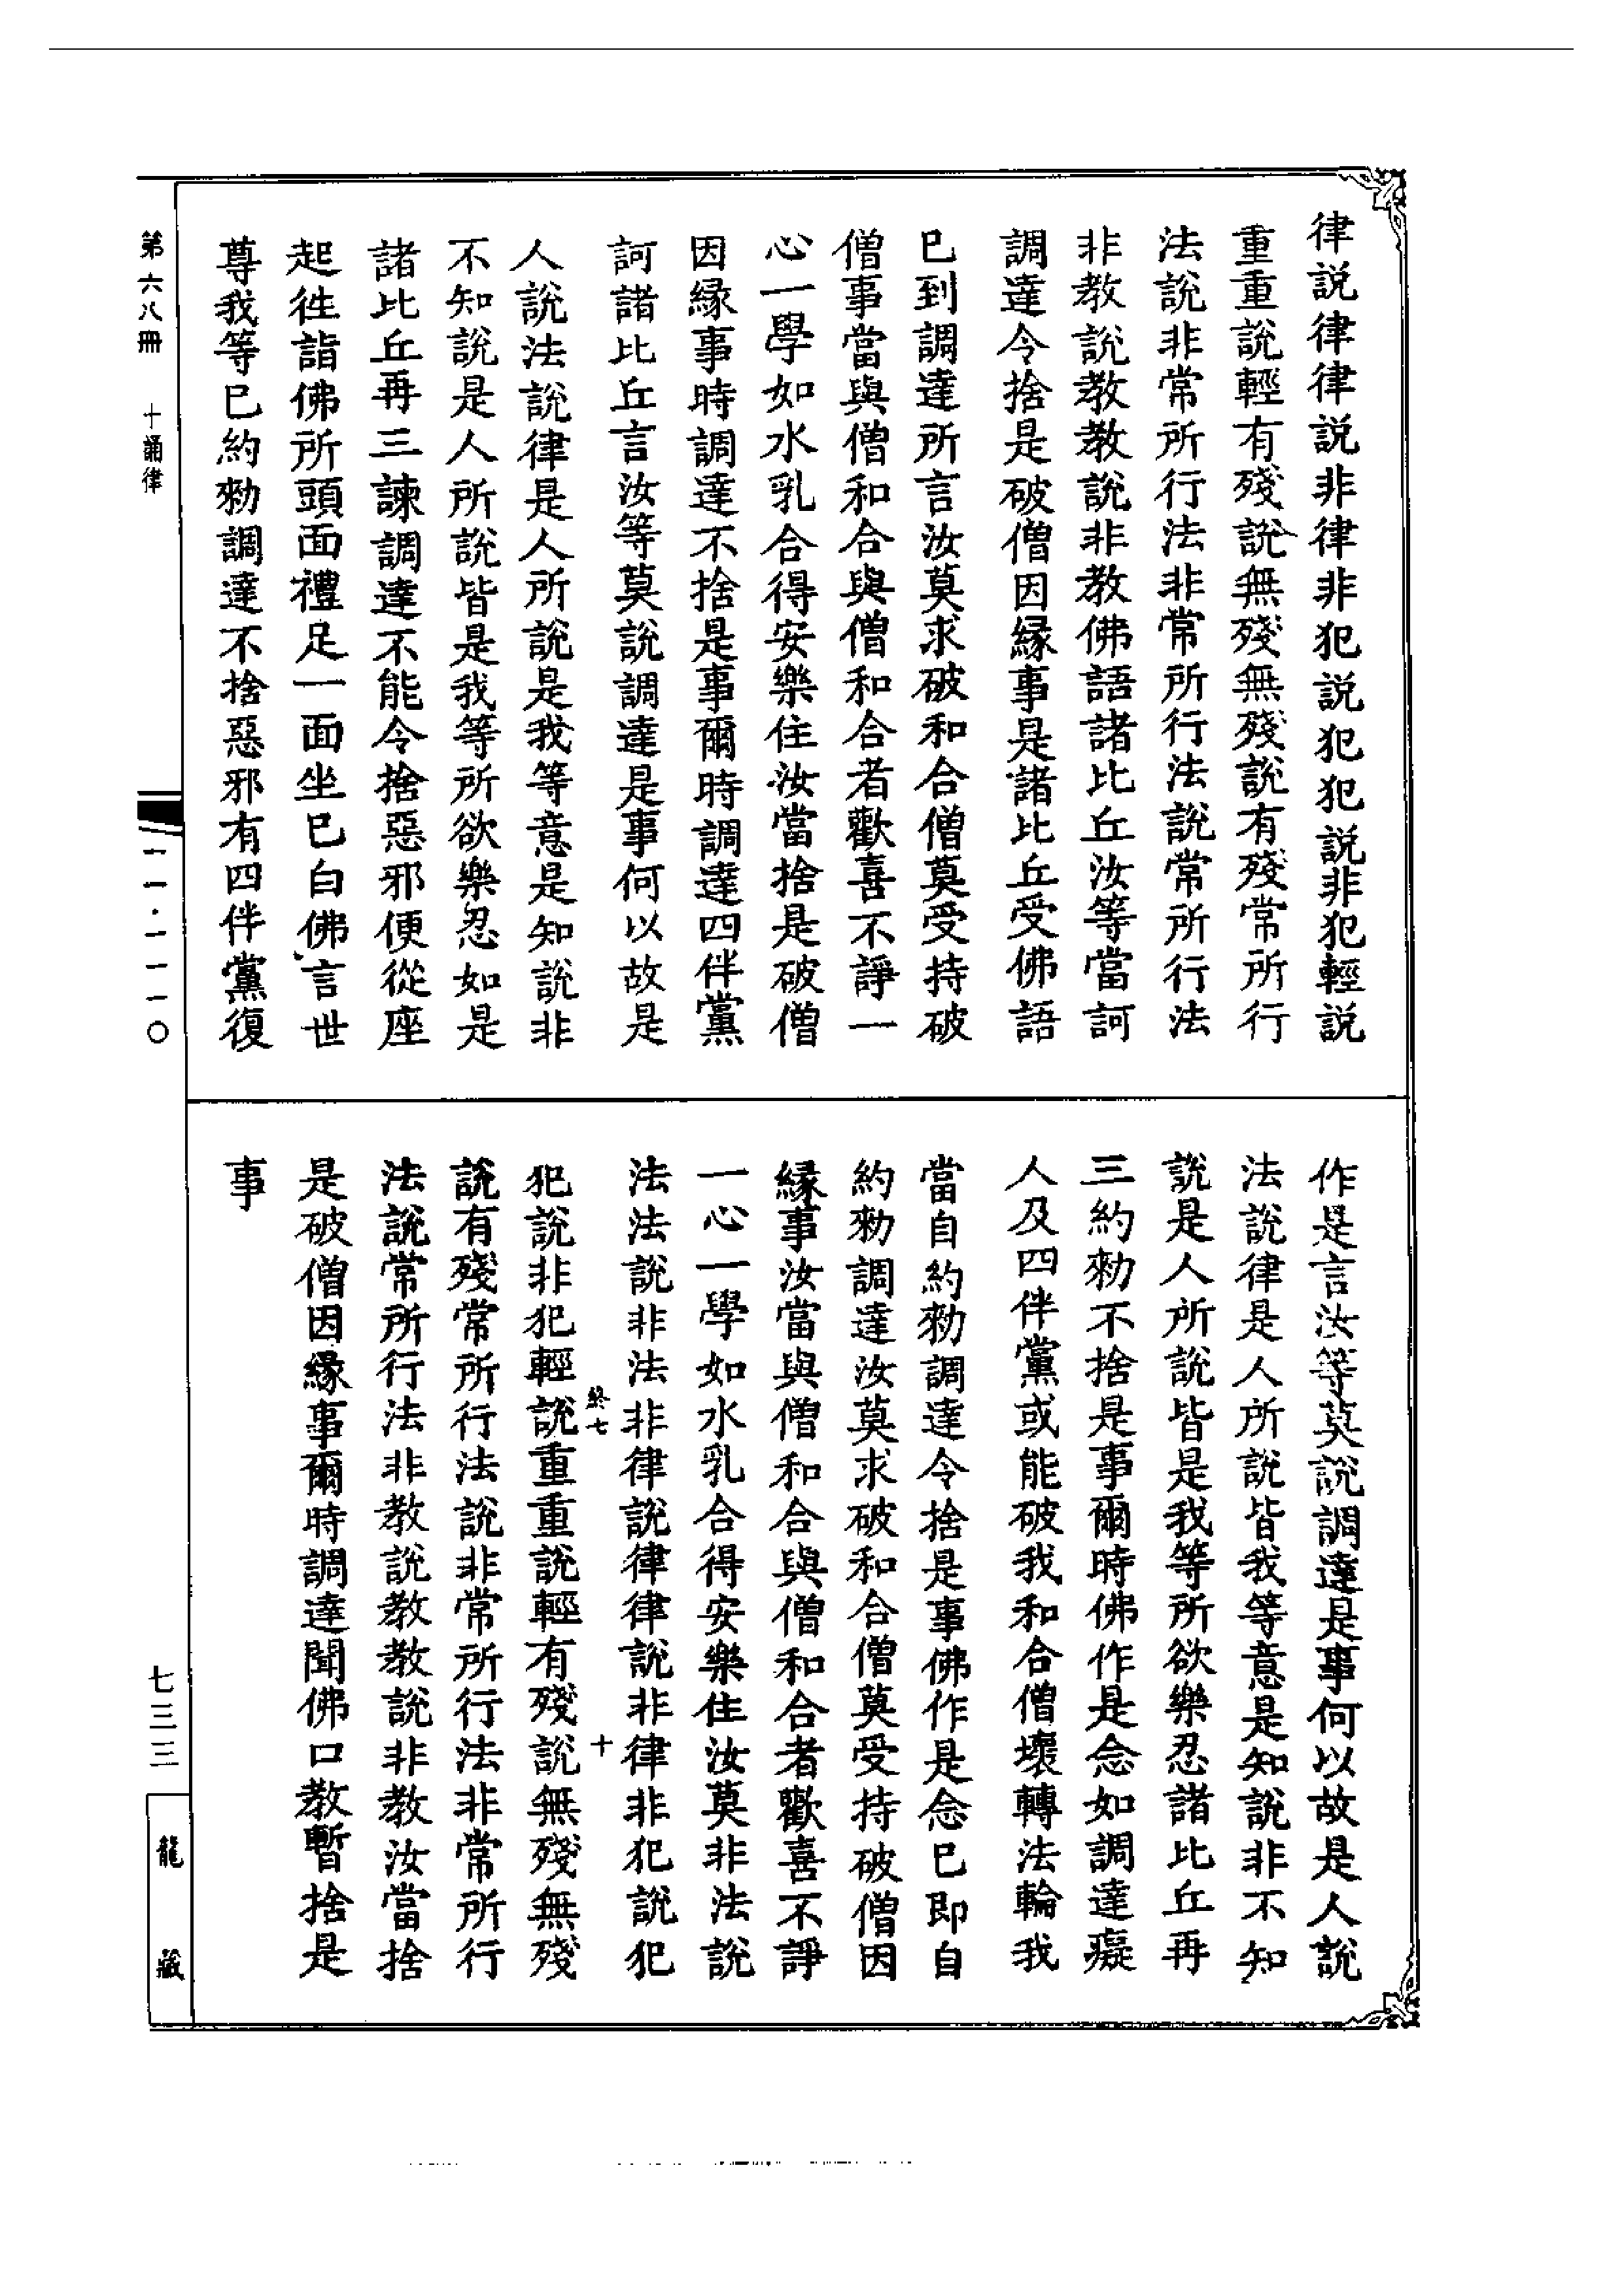 律說律律說非律非犯說犯犯說非犯輕說
重重說輕有殘說無殘無殘說有殘常所行
法說非常所行法非常所行法說常所行法
非教說教教說非教佛語諸比丘汝等當訶
調達令捨是破僧因緣事是諸比丘受佛語
已到調達所言汝莫求破和合僧莫受持破
僧事當與僧和合與僧和合者歡喜不諍一
心一學如水乳合得安樂住汝當捨是破僧
因緣事時調達不捨是事爾時調達四伴黨
訶諸比丘言汝等莫說調達是事何以故是
人說法說律是人所說是我等意是知說非
不知說是人所說皆是我等所欲樂忍如是
諸比丘再三諫調達不能令捨惡邪便從座
起往詣佛所頭面禮足一面坐已白佛言世
尊我等已約勑調達不捨惡邪有四伴黨復
作是言汝等莫說調達是事何以故是人說
法說律是人所說皆我等意是知說非不知
說是人所說皆是我等所欲樂忍諸比丘再
三約勑不捨是事爾時佛作是念如調達癡
人及四伴黨或能破我和合僧壞轉法輪我
當自約勑調達令捨是事佛作是念已即自
約勑調達汝莫求破和合僧莫受持破僧因
緣事汝當與僧和合與僧和合者歡喜不諍
一心一學如水乳合得安樂住汝莫非法說
法法說非法非律說律律說非律非犯說犯
終七 十
犯說非犯輕說重重說輕有殘說無殘無殘
說有殘常所行法說非常所行法非常所行
法說常所行法非教說教教說非教汝當捨
是破僧因緣事爾時調達聞佛口教暫捨是
事
第六八冊 十誦律
一一·一一一〇
七三三
龍藏